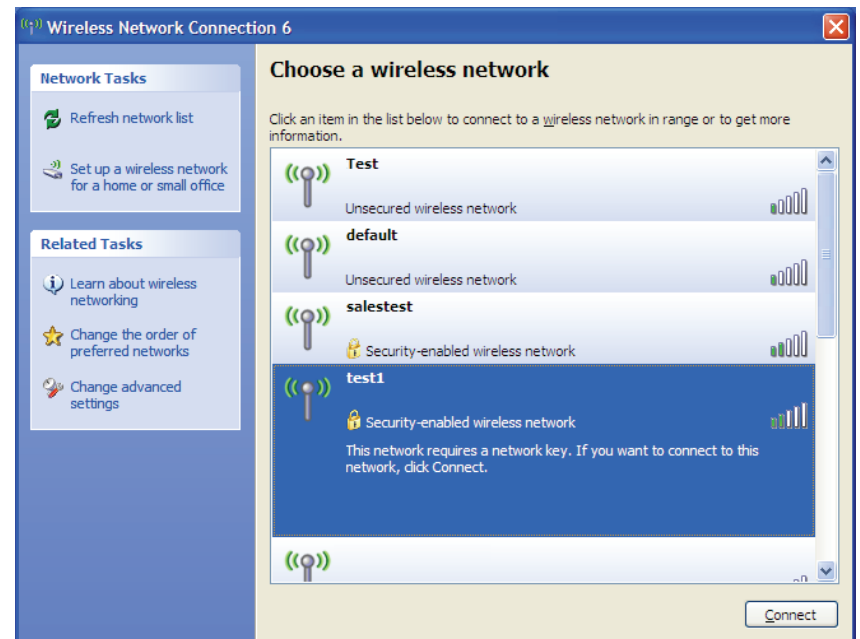 Wireless Network Connection 6
Network Tasks
Refresh network list
Set up a wireless network
for a home or small office
Related Tasks
Learn about wireless
networking
Change the order of
preferred networks
Change advanced
settings
Choose a wireless network
Click an item in the list below to connect to a wireless network in range or to get more
information.
Test
Unsecured wireless network
default
Unsecured wireless network
salestest
Security-enabled wireless network
test1
Security-enabled wireless network
This network requires a network key. If you want to connect to this
network, click Connect.
Connect